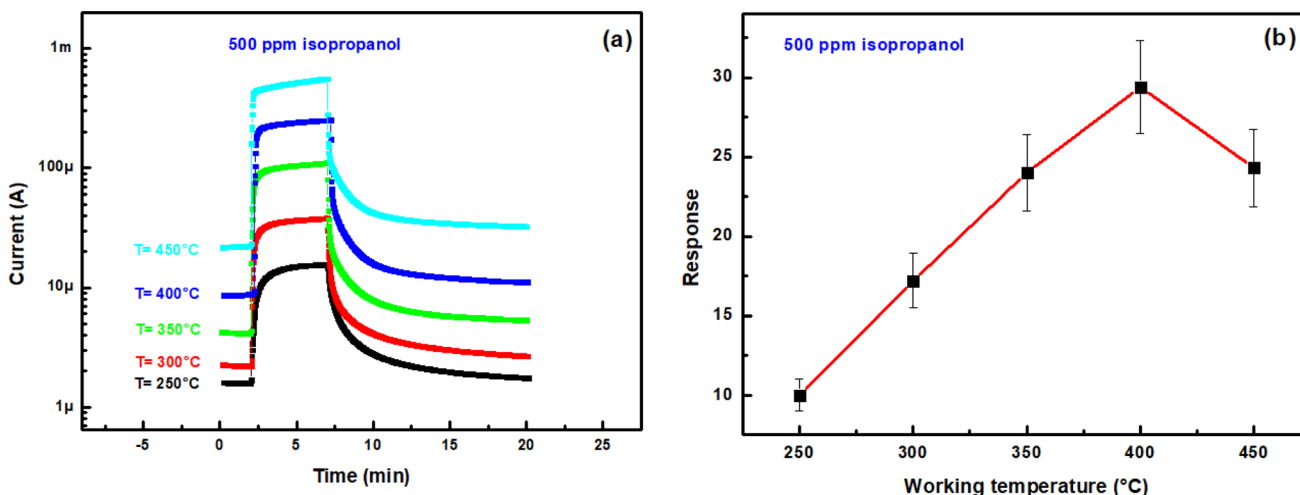 500 ppm isopropanol
(a)
1m
100µ
10µ
1µ
Current (A)
T= 450°C
T= 400°C
T= 350°C
T= 300°C
T= 250°C
-5 0 5 10 15 20 25
Time (min)
500 ppm isopropanol
(b)
30
25
20
15
10
Response
250 300 350 400 450
Working temperature (°C)